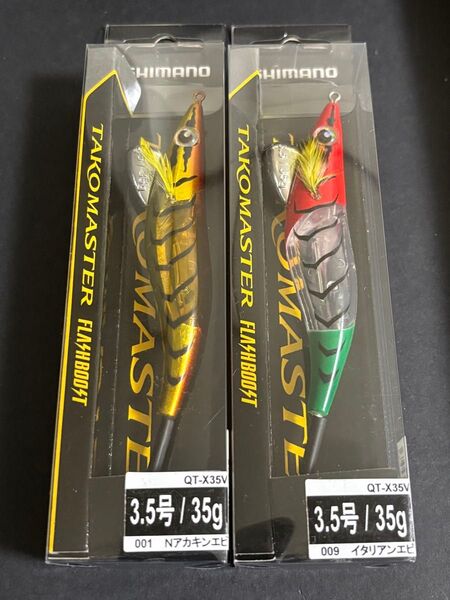 SHIMANO
TAKOMASTER
FLASHBOOST
QT-X35V
3.5号/35g
001 Nアカキンエビ
SHIMANO
TAKOMASTER
FLASHBOOST
QT-X35V
3.5号/35g
009 イタリアンエビ